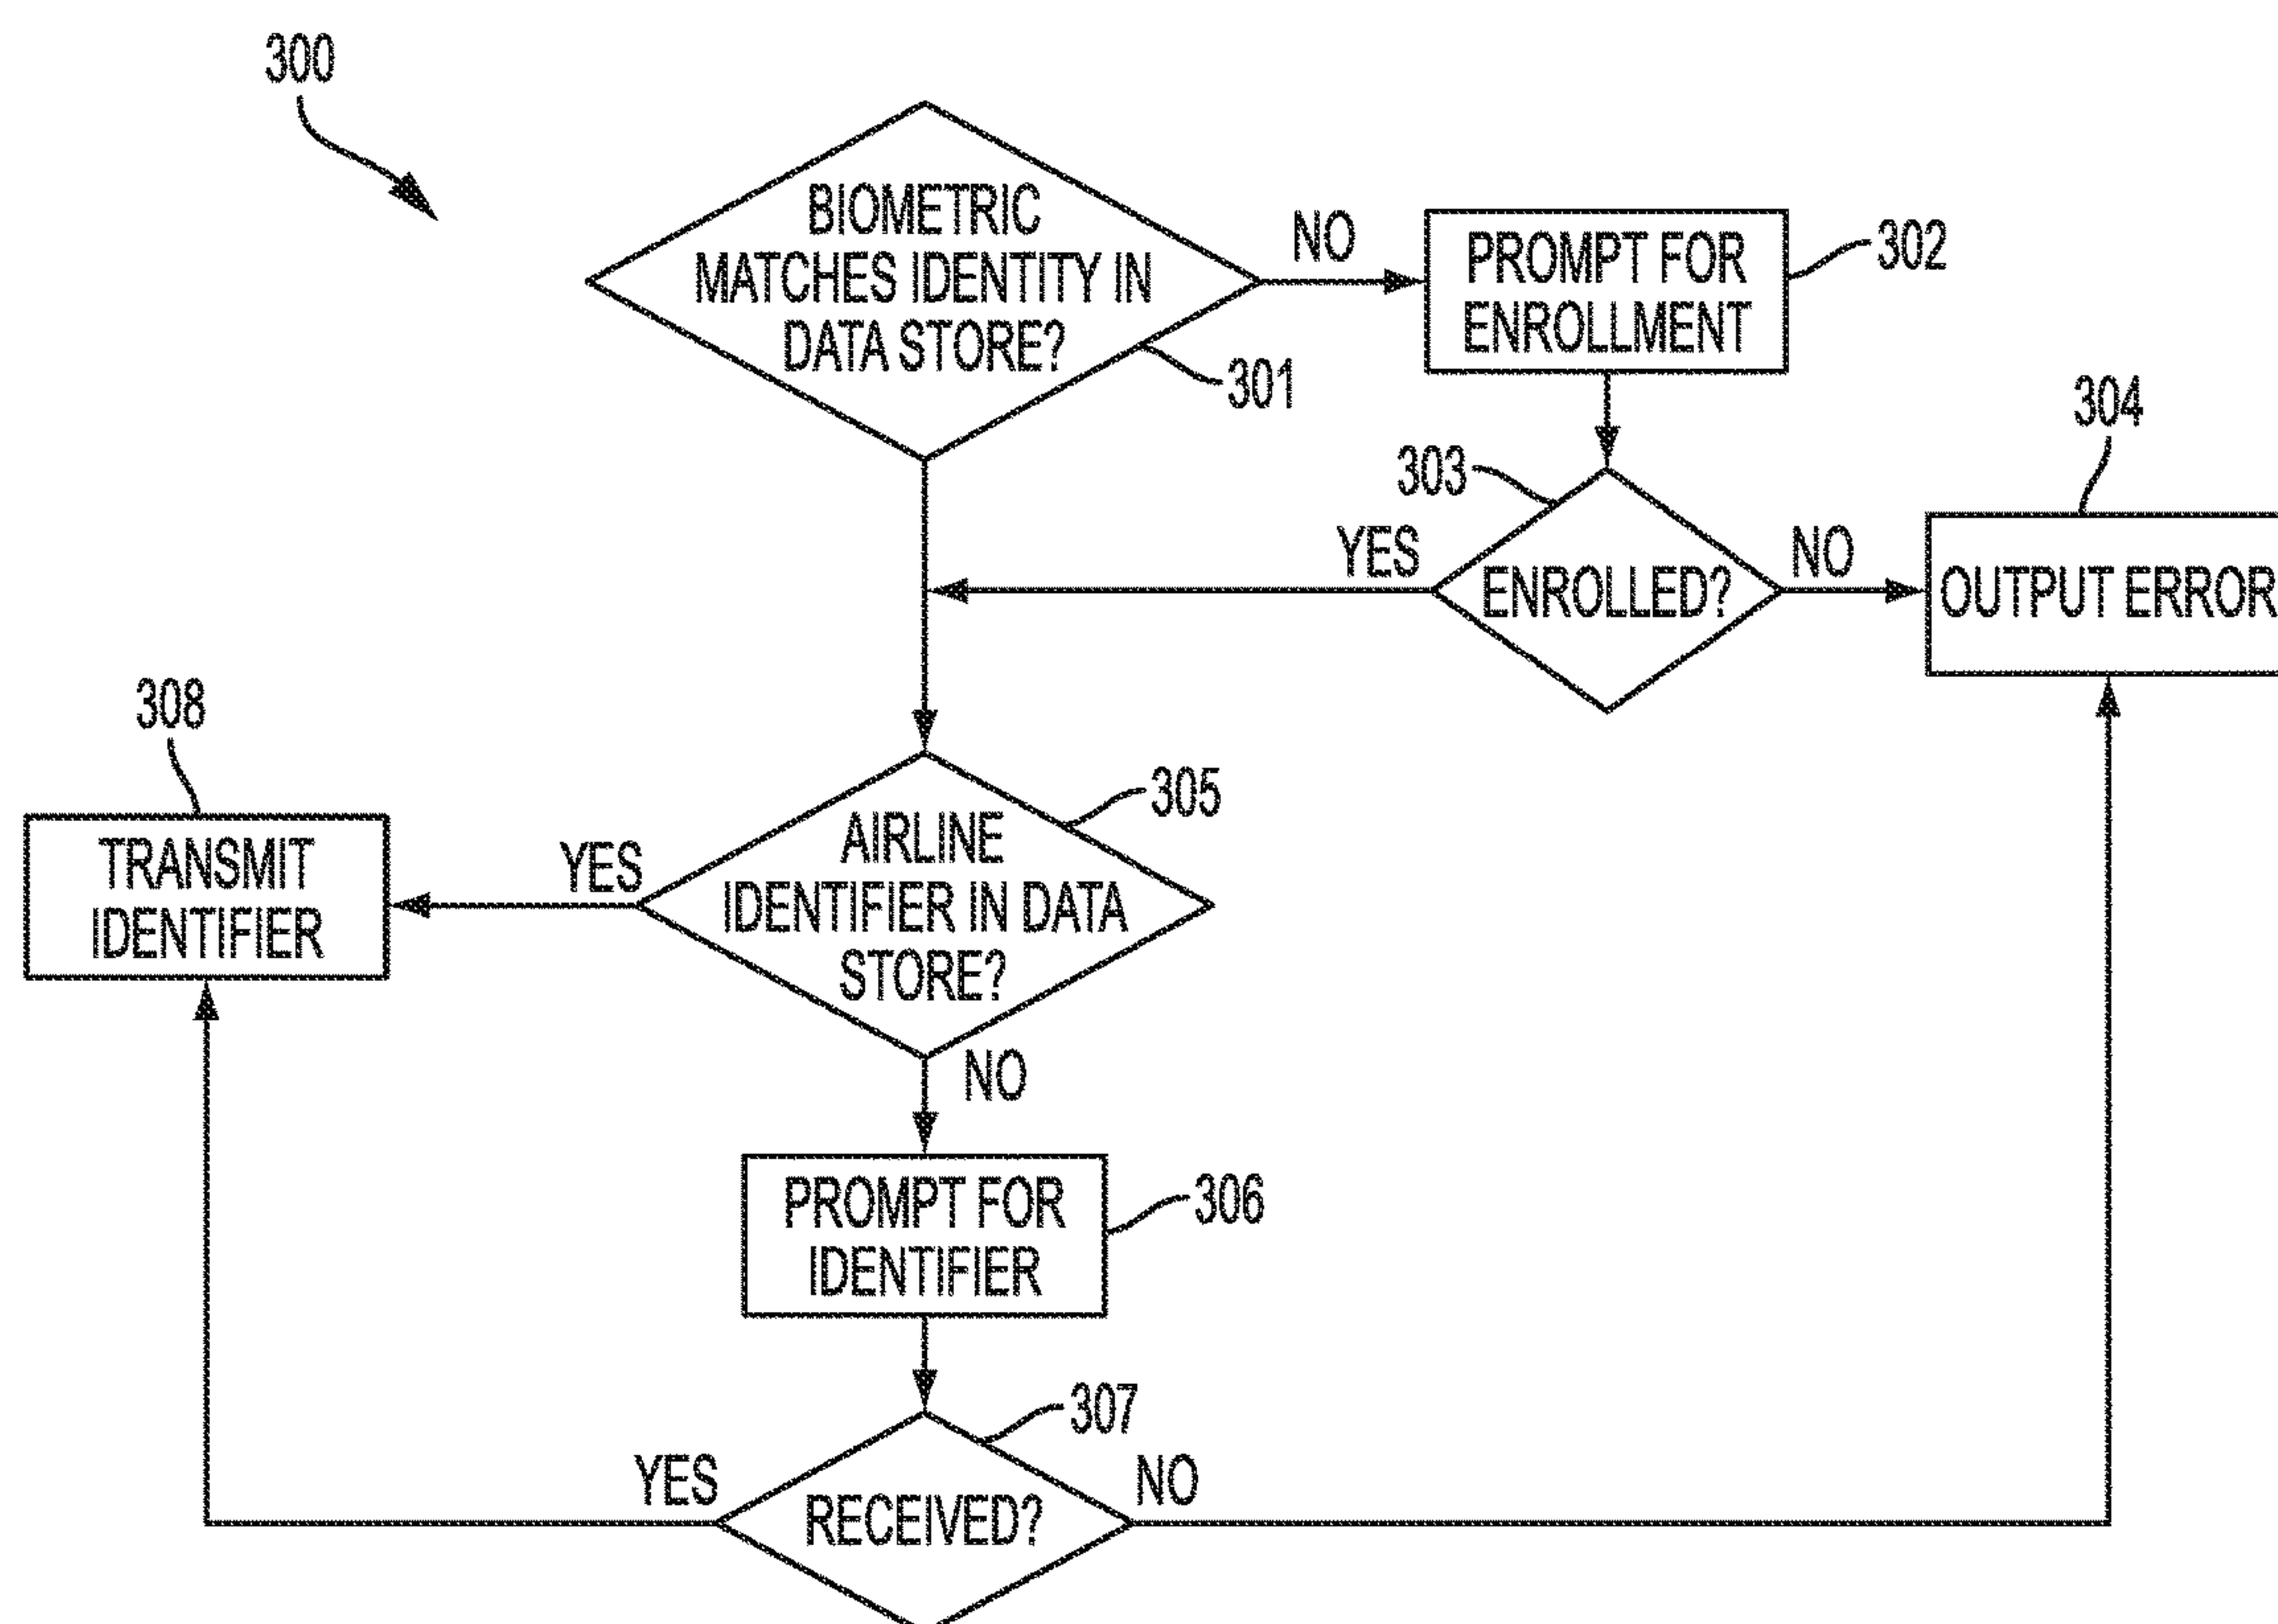 300
BIOMETRIC
MATCHES IDENTITY IN
DATA STORE?
301
NO
PROMPT FOR
ENROLLMENT
302
303
304
YES
ENROLLED?
NO
OUTPUT ERROR
308
305
TRANSMIT
IDENTIFIER
YES
AIRLINE
IDENTIFIER IN DATA
STORE?
NO
PROMPT FOR
IDENTIFIER
306
307
YES
RECEIVED?
NO